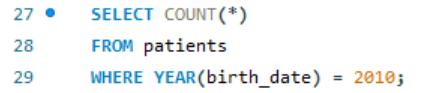 27 SELECT COUNT(*)
28 FROM patients
29 WHERE YEAR(birth_date) = 2010;